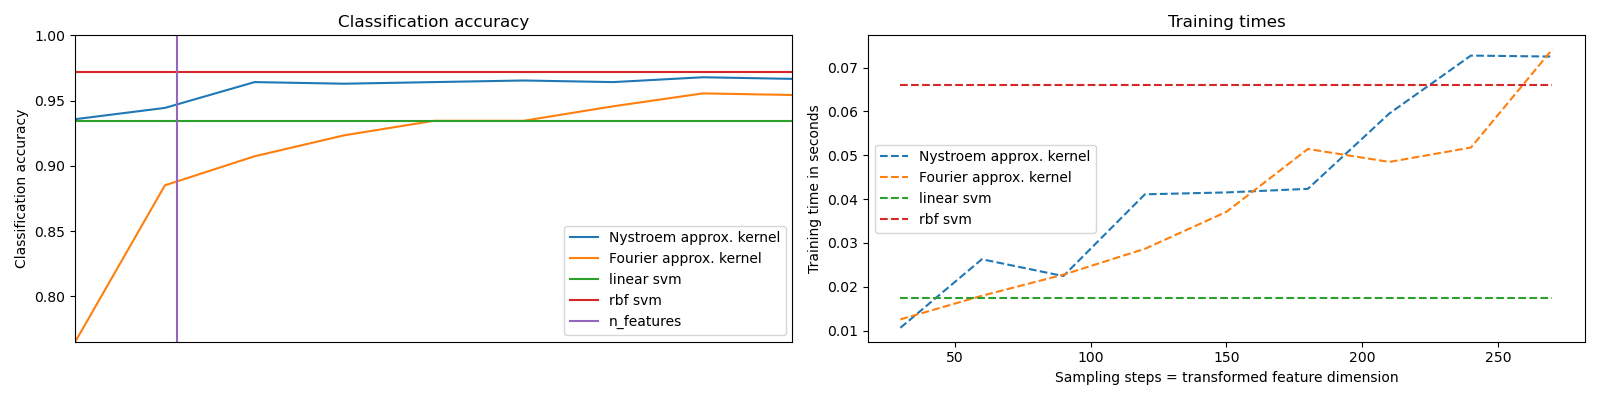 Classification accuracy
Classification accuracy
1.00
0.95
0.90
0.85
0.80
Nystroem approx. kernel
Fourier approx. kernel
linear svm
rbf svm
n_features
Training times
Training time in seconds
0.07
0.06
0.05
0.04
0.03
0.02
0.01
Nystroem approx. kernel
Fourier approx. kernel
linear svm
rbf svm
50 100 150 200 250
Sampling steps = transformed feature dimension